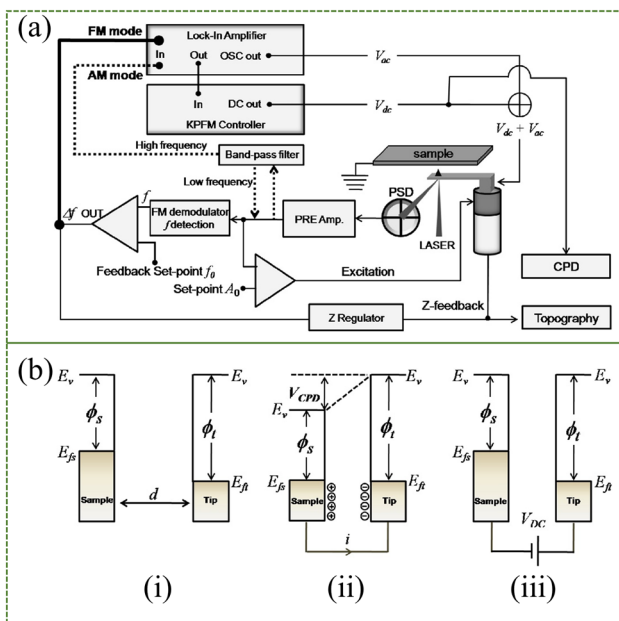 (a)
FM mode
Lock-In Amplifier
In
Out
OSC out
AM mode
In
DC out
KPFM Controller
High frequency
Band-pass filter
Low frequency
V_ac
V_dc
V_dc + V_ac
sample
PSD
LASER
PRE Amp.
FM demulator
f detection
f
Δf OUT
Feedback Set-point f_0
Set-point A_0
Excitation
Z-feedback
Z Regulator
CPD
Topography
(b)
E_v
E_v
ϕ_s
ϕ_t
E_fs
E_ft
Sample
d
Tip
(i)
E_v
V_CPD
E_v
ϕ_s
ϕ_t
E_fs
E_ft
Sample
Tip
i
(ii)
E_v
E_v
ϕ_s
ϕ_t
E_fs
E_ft
Sample
Tip
V_DC
(iii)